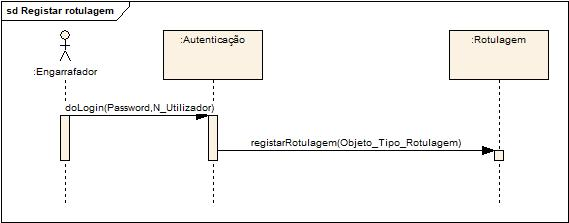 sd Registar rotulagem
:Engarrafador
:Autenticação
:Rotulagem
doLogin(Password,N_Utilizador)
registarRotulagem(Objeto_Tipo_Rotulagem)